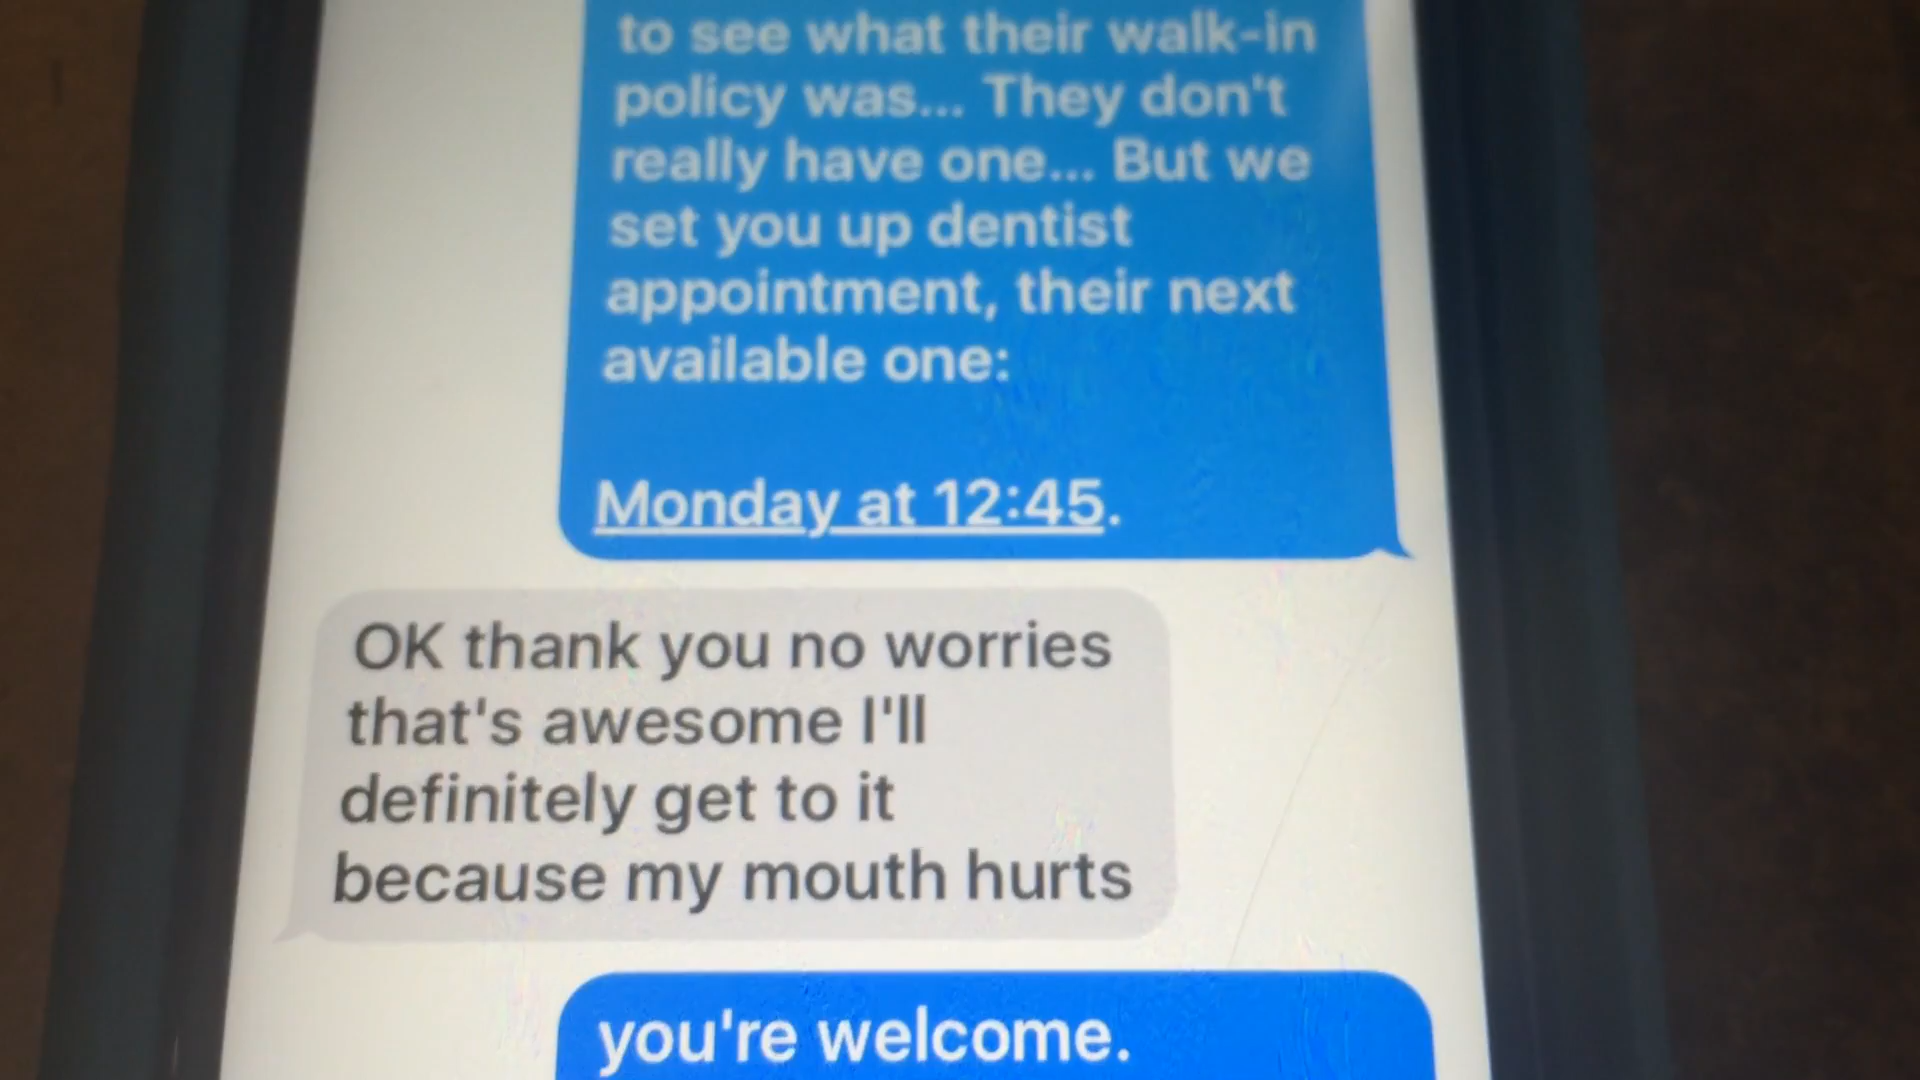 to see what their walk-in
policy was... They don't
really have one... But we
set you up dentist
appointment, their next
available one:
Monday at 12:45.
OK thank you no worries
that's awesome I'll
definitely get to it
because my mouth hurts
you're welcome.